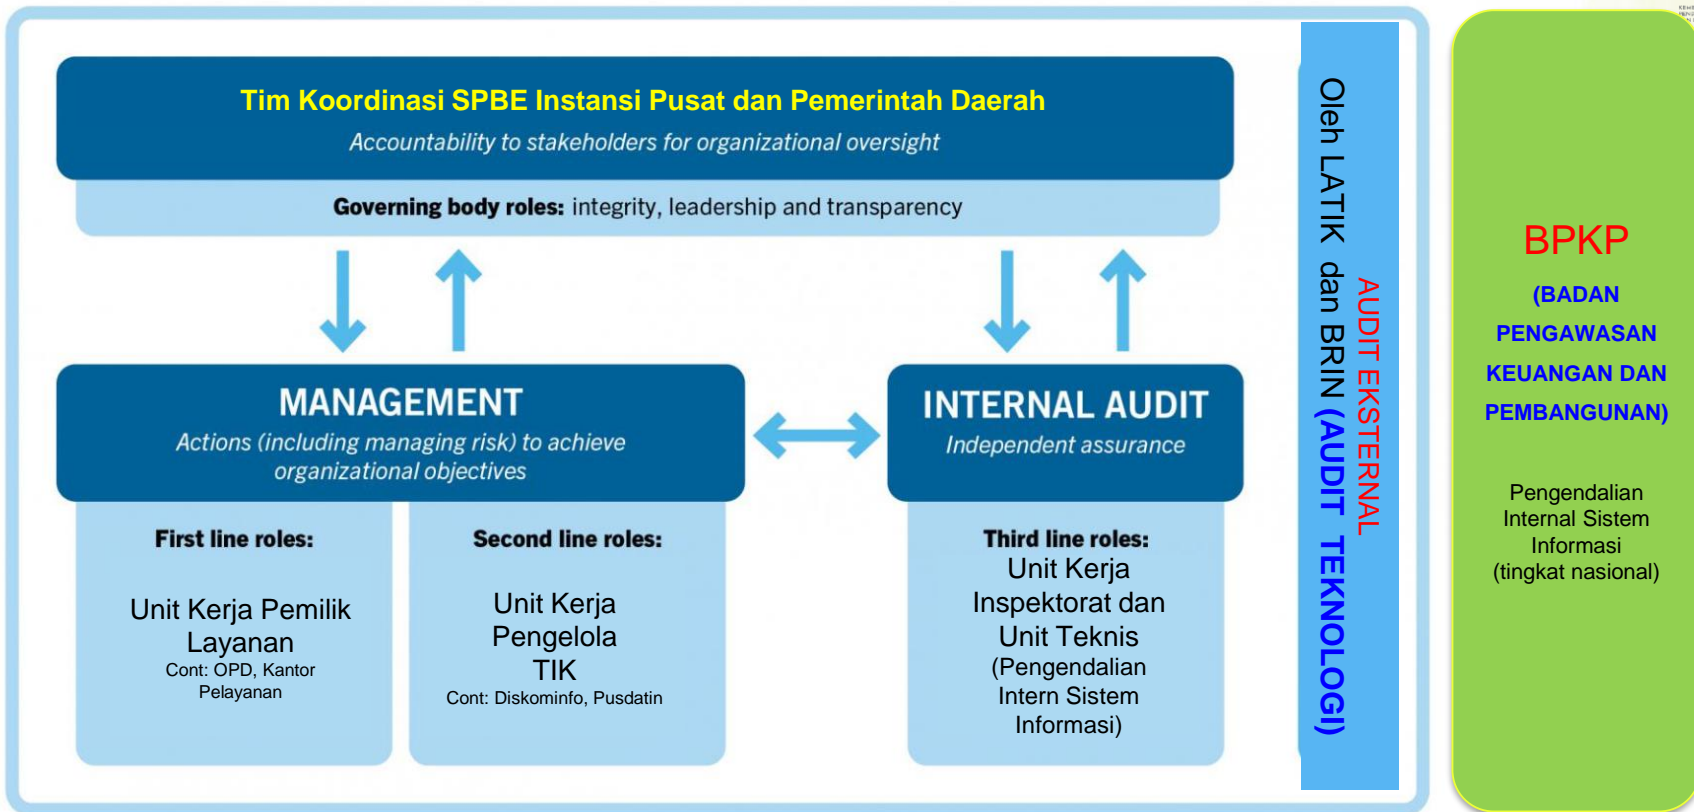 Tim Koordinasi SPBE Instansi Pusat dan Pemerintah Daerah
Accountability to stakeholders for organizational oversight
Governing body roles: integrity, leadership and transparency
MANAGEMENT
Actions (including managing risk) to achieve
organizational objectives
First line roles:
Unit Kerja Pemilik
Layanan
Cont: OPD, Kantor
Pelayanan
Second line roles:
Unit Kerja
Pengelola
TIK
Cont: Diskominfo, Pusdatin
INTERNAL AUDIT
Independent assurance
Third line roles:
Unit Kerja
Inspektorat dan
Unit Teknis
(Pengendalian
Intern Sistem
Informasi)
AUDIT EKSTERNAL
Oleh LATIK dan BRIN (AUDIT TEKNOLOGI)
BPKP
(BADAN
PENGAWASAN
KEUANGAN DAN
PEMBANGUNAN)
Pengendalian
Internal Sistem
Informasi
(tingkat nasional)